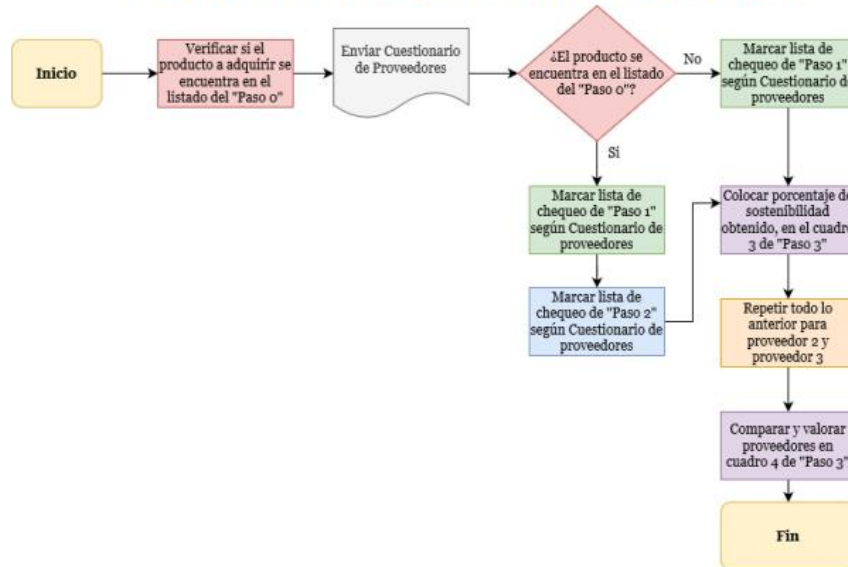 Inicio
Verificar si el
producto a adquirir se
encuentra en el
listado del "Paso 0"
Enviar Cuestionario
de Proveedores
¿El producto se
encuentra en el listado
del "Paso 0"?
No
Marcar lista de
chequeo de "Paso 1"
según Cuestionario de
proveedores
Sí
Marcar lista de
chequeo de "Paso 1"
según Cuestionario de
proveedores
Colocar porcentaje de
sostenibilidad
obtenido, en el cuadro
3 de "Paso 3"
Marcar lista de
chequeo de "Paso 2"
según Cuestionario de
proveedores
Repetir todo lo
anterior para
proveedor 2 y
proveedor 3
Comparar y valorar
proveedores en
cuadro 4 de "Paso 3"
Fin